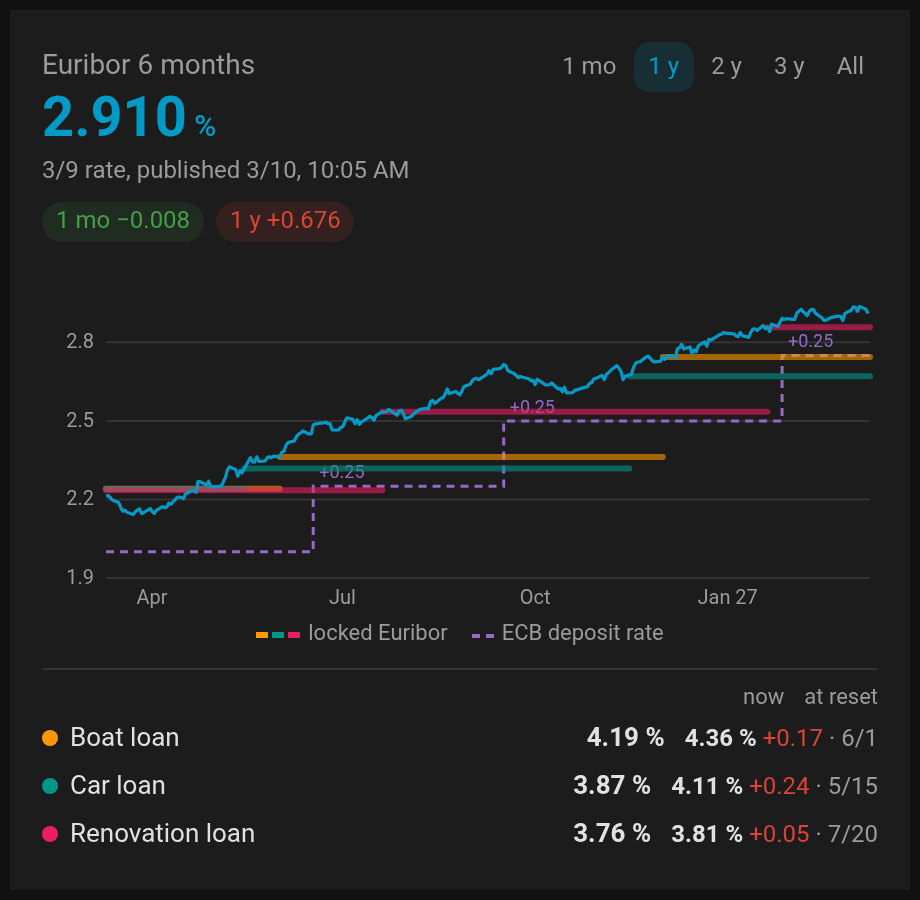 Euribor 6 months
1 mo 1 y 2 y 3 y All
2.910 %
3/9 rate, published 3/10, 10:05 AM
1 mo −0.008 1 y +0.676
2.8
+0.25
2.5
+0.25
+0.25
2.2
1.9
Apr Jul Oct Jan 27
locked Euribor ECB deposit rate
now at reset
Boat loan 4.19 % 4.36 % +0.17 · 6/1
Car loan 3.87 % 4.11 % +0.24 · 5/15
Renovation loan 3.76 % 3.81 % +0.05 · 7/20